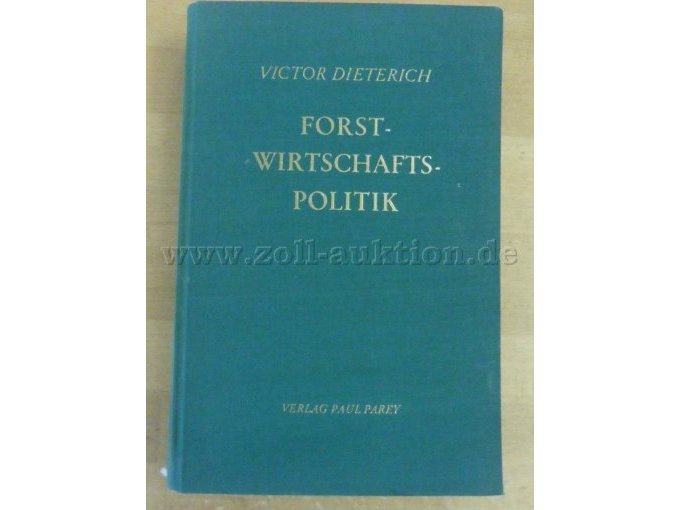 VICTOR DIETERICH
FORST-
WIRTSCHAFTS-
POLITIK
www.zoll-auktion.de
VERLAG PAUL PAREY